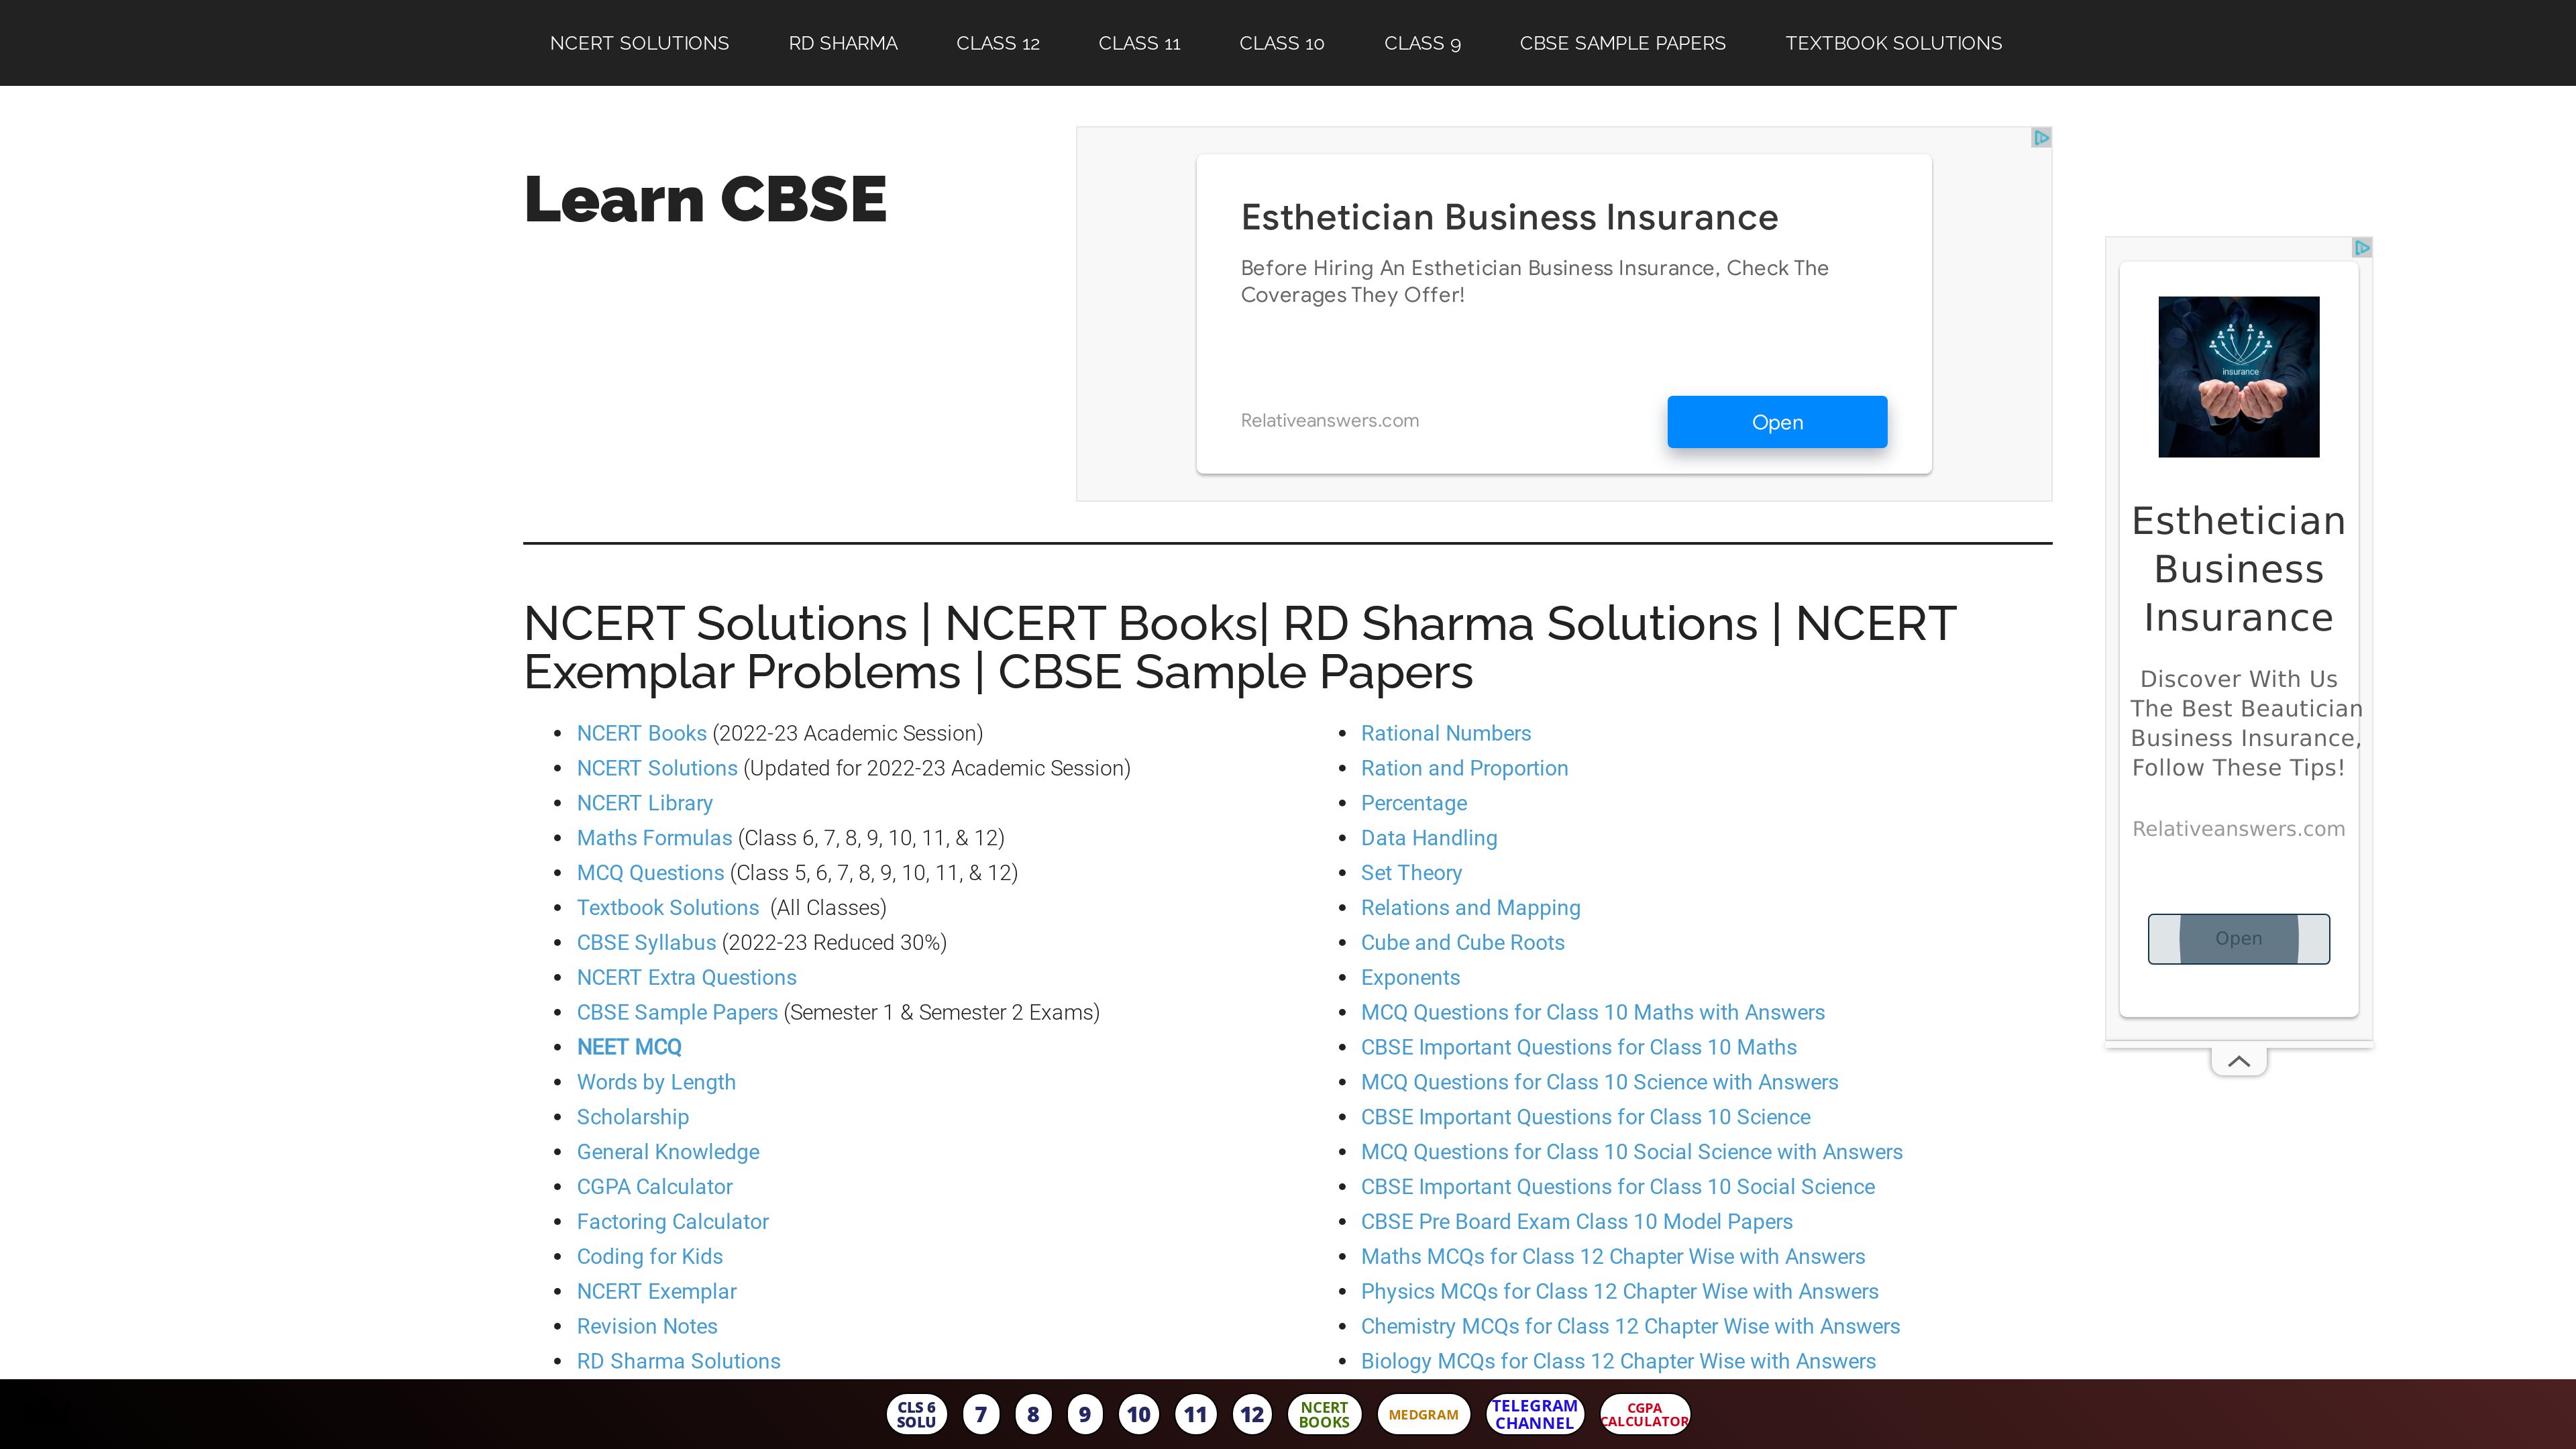 NCERT SOLUTIONS RD SHARMA CLASS 12 CLASS 11 CLASS 10 CLASS 9 CBSE SAMPLE PAPERS TEXTBOOK SOLUTIONS
Learn CBSE
Esthetician Business Insurance
Before Hiring An Esthetician Business Insurance, Check The
Coverages They Offer!
Relativeanswers.com
Open
insurance
Esthetician
Business
Insurance
Discover With Us
The Best Beautician
Business Insurance,
Follow These Tips!
Relativeanswers.com
Open
NCERT Solutions | NCERT Books| RD Sharma Solutions | NCERT
Exemplar Problems | CBSE Sample Papers
NCERT Books (2022-23 Academic Session)
NCERT Solutions (Updated for 2022-23 Academic Session)
NCERT Library
Maths Formulas (Class 6, 7, 8, 9, 10, 11, & 12)
MCQ Questions (Class 5, 6, 7, 8, 9, 10, 11, & 12)
Textbook Solutions (All Classes)
CBSE Syllabus (2022-23 Reduced 30%)
NCERT Extra Questions
CBSE Sample Papers (Semester 1 & Semester 2 Exams)
NEET MCQ
Words by Length
Scholarship
General Knowledge
CGPA Calculator
Factoring Calculator
Coding for Kids
NCERT Exemplar
Revision Notes
RD Sharma Solutions
Rational Numbers
Ration and Proportion
Percentage
Data Handling
Set Theory
Relations and Mapping
Cube and Cube Roots
Exponents
MCQ Questions for Class 10 Maths with Answers
CBSE Important Questions for Class 10 Maths
MCQ Questions for Class 10 Science with Answers
CBSE Important Questions for Class 10 Science
MCQ Questions for Class 10 Social Science with Answers
CBSE Important Questions for Class 10 Social Science
CBSE Pre Board Exam Class 10 Model Papers
Maths MCQs for Class 12 Chapter Wise with Answers
Physics MCQs for Class 12 Chapter Wise with Answers
Chemistry MCQs for Class 12 Chapter Wise with Answers
Biology MCQs for Class 12 Chapter Wise with Answers
CLS 6
SOLU
7
8
9
10
11
12
NCERT
BOOKS
MEDGRAM
TELEGRAM
CHANNEL
CGPA
CALCULATOR